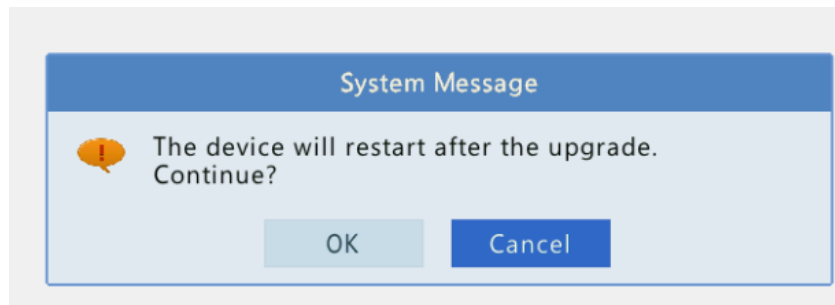 System Message
The device will restart after the upgrade.
Continue?
OK
Cancel